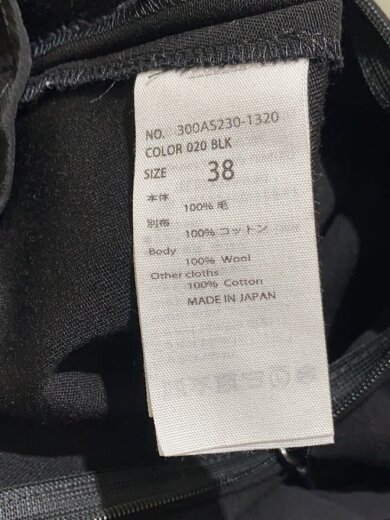 NO. 300AS230-1320
COLOR 020 BLK
SIZE 38
本体
100% 毛
別布
100% コットン
Body
100% Wool
Other cloths
100% Cotton
MADE IN JAPAN